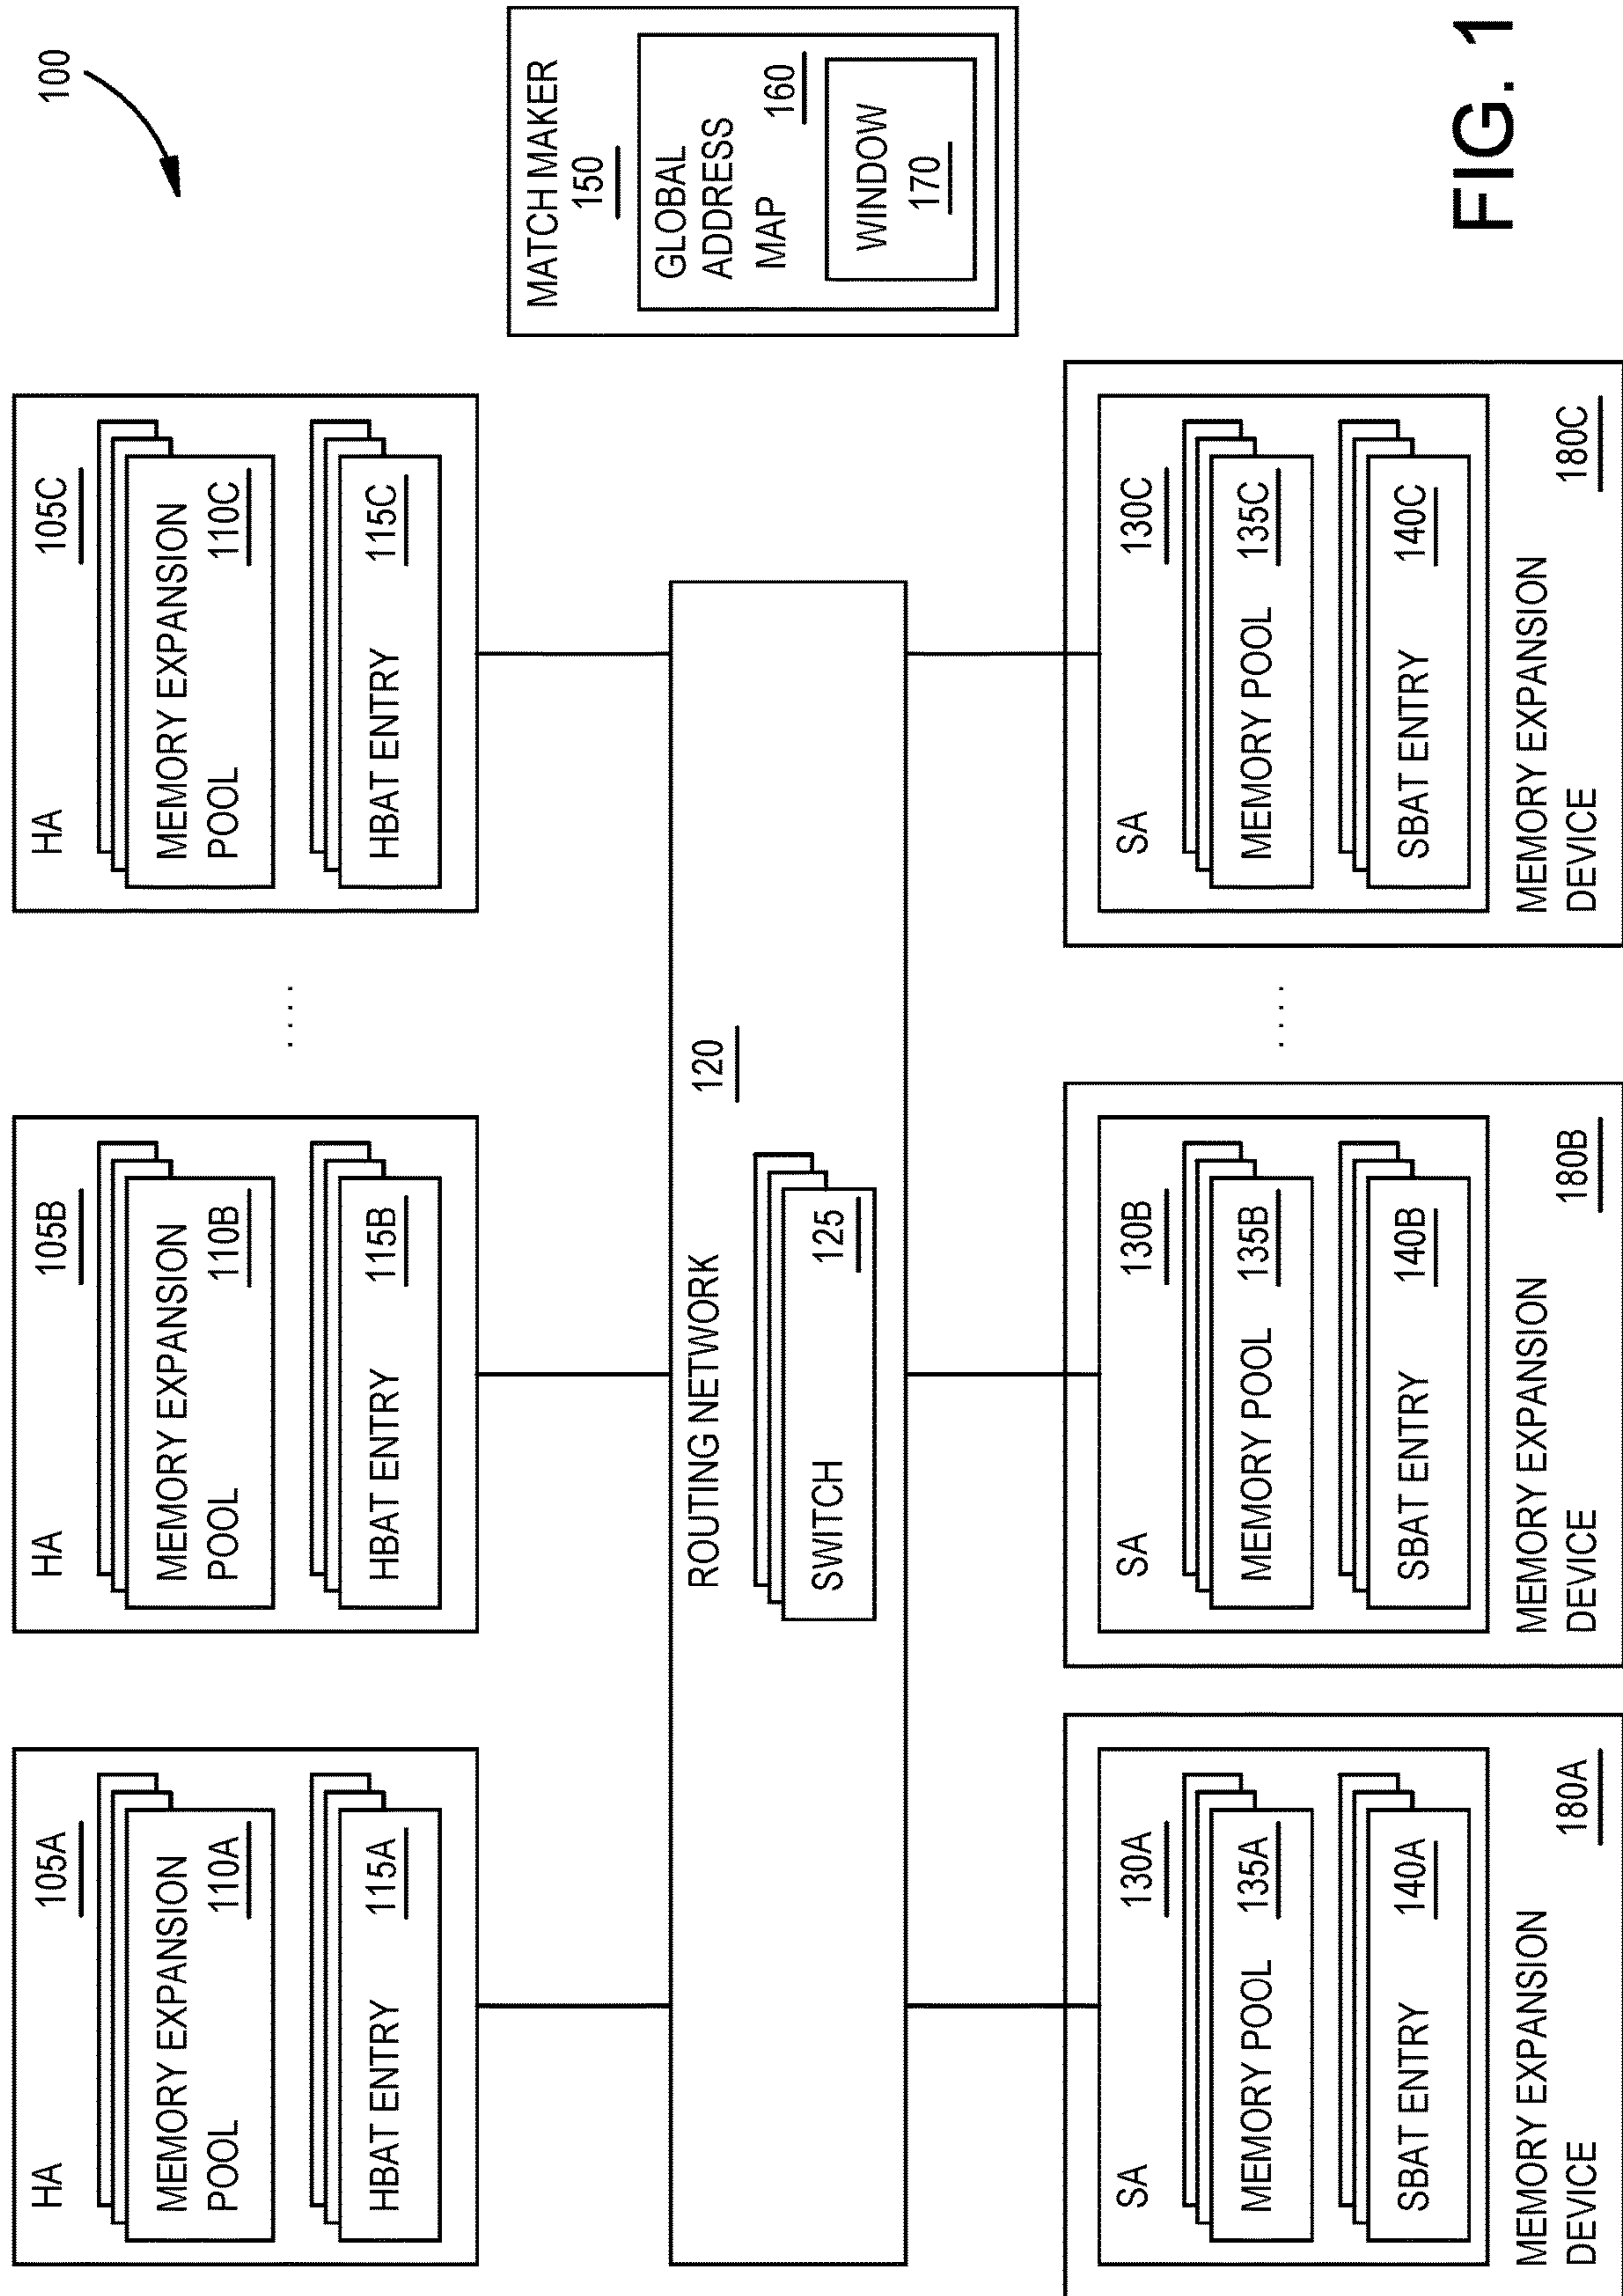 100
HA
105A
MEMORY EXPANSION
POOL
110A
HBAT ENTRY
115A
HA
105B
MEMORY EXPANSION
POOL
110B
HBAT ENTRY
115B
. . . .
HA
105C
MEMORY EXPANSION
POOL
110C
HBAT ENTRY
115C
ROUTING NETWORK
120
SWITCH
125
MATCH MAKER
150
GLOBAL
ADDRESS
MAP
160
WINDOW
170
SA
130A
MEMORY POOL
135A
SBAT ENTRY
140A
MEMORY EXPANSION
DEVICE
180A
SA
130B
MEMORY POOL
135B
SBAT ENTRY
140B
MEMORY EXPANSION
DEVICE
180B
. . . .
SA
130C
MEMORY POOL
135C
SBAT ENTRY
140C
MEMORY EXPANSION
DEVICE
180C
FIG. 1